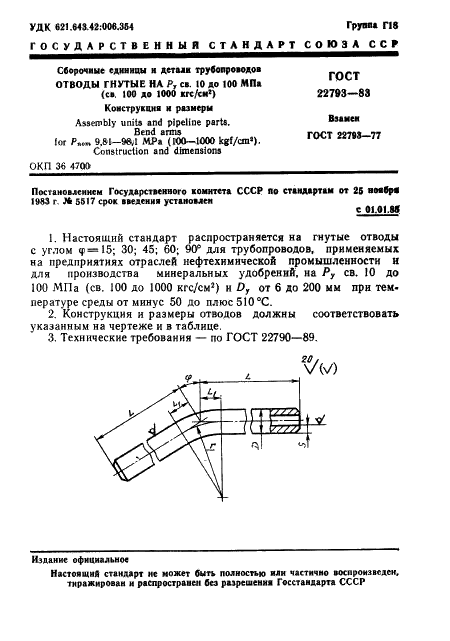 УДК 621.643.42:006.354 Группа Г18
ГОСУДАРСТВЕННЫЙ СТАНДАРТ СОЮЗА ССР
Сборочные единицы и детали трубопроводов
ОТВОДЫ ГНУТЫЕ НА Ру св. 10 до 100 МПа
(св. 100 до 1000 кгс/см²)
Конструкция и размеры
Assembly units and pipeline parts.
Bend arms
for Pnom 9,81—98,1 MPa (100—1000 kgf/cm²).
Construction and dimensions
ГОСТ
22793—83
Взамен
ГОСТ 22793—77
ОКП 36 4700
Постановлением Государственного комитета СССР по стандартам от 25 ноября
1983 г. № 5517 срок введения установлен
с 01.01.85
1. Настоящий стандарт распространяется на гнутые отводы
с углом φ=15; 30; 45; 60; 90° для трубопроводов, применяемых
на предприятиях отраслей нефтехимической промышленности и
для производства минеральных удобрений, на Ру св. 10 до
100 МПа (св. 100 до 1000 кгс/см²) и Dу от 6 до 200 мм при тем-
пературе среды от минус 50 до плюс 510 °С.
2. Конструкция и размеры отводов должны соответствовать
указанным на чертеже и в таблице.
3. Технические требования — по ГОСТ 22790—89.
20/ (√)
φ L
L L₁ L₁
r D S
Издание официальное
Настоящий стандарт не может быть полностью или частично воспроизведен,
тиражирован и распространен без разрешения Госстандарта СССР